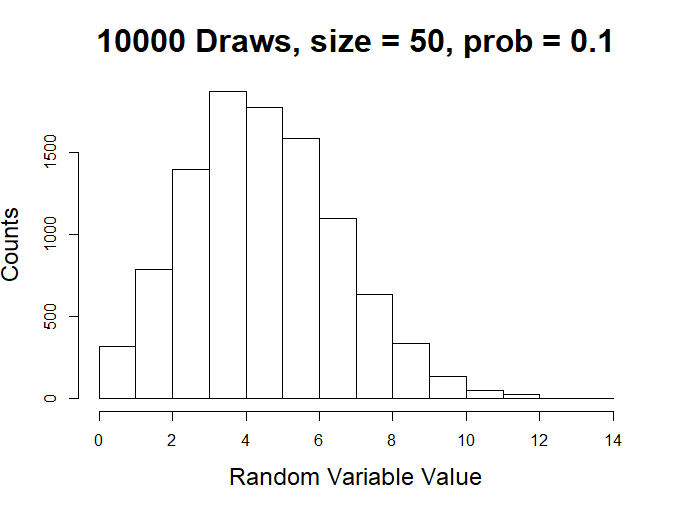 10000 Draws, size = 50, prob = 0.1
Counts
1500
1000
500
0
0 2 4 6 8 10 12 14
Random Variable Value